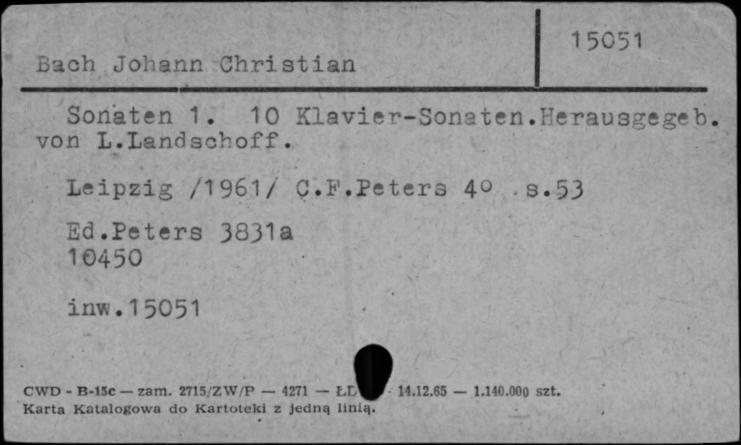 15051
Bach Johann Christian
Sonaten 1. 10 Klavier-Sonaten.Herausgegeb.
von L.Landschoff.
Leipzig /1961/ C.F.Peters 4o s.53
Ed.Peters 3831a
10450
inw.15051
CWD - B-15c — zam. 2715/ZW/P — 4271 — 14.12.65 — 1.140.000 szt.
Karta Katalogowa do Kartoteki z jedną linią.